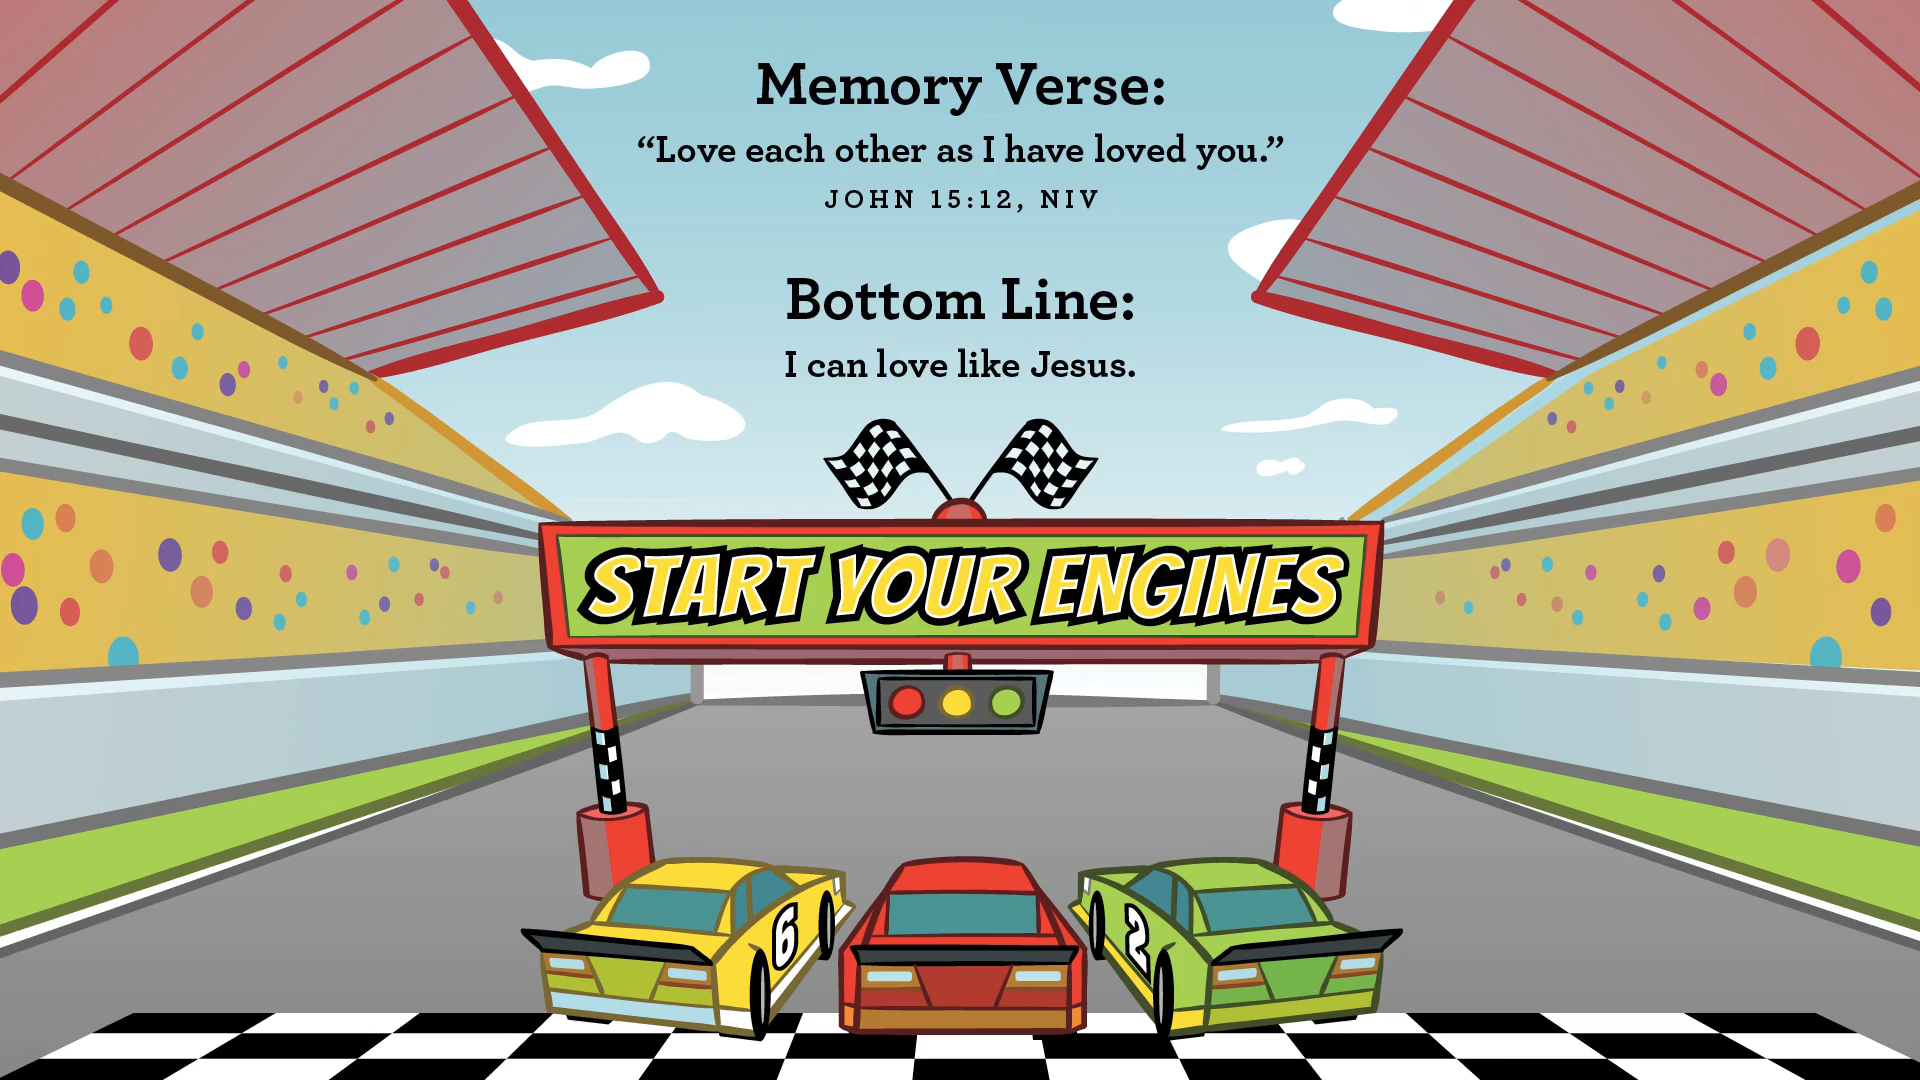 Memory Verse:
“Love each other as I have loved you.”
JOHN 15:12, NIV
Bottom Line:
I can love like Jesus.
START YOUR ENGINES
6
2